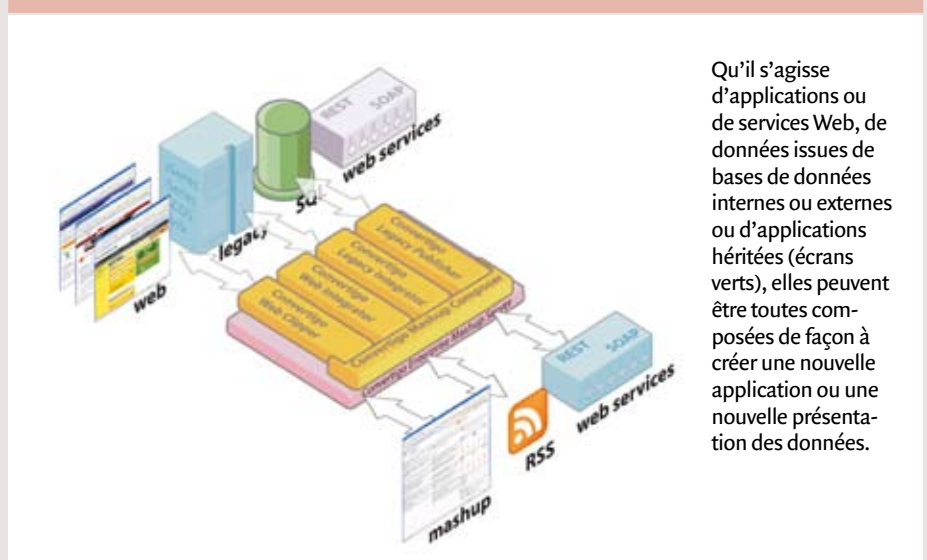 REST SOAP
web services
SQL
legacy
web
Convertigo
Legacy Publisher
Convertigo
Legacy Integrator
Convertigo
Web Integrator
Convertigo
Web Clipper
Convertigo Mashup Composer
Convertigo Enterprise Mashup Server
REST SOAP
web services
RSS
mashup
Qu’il s’agisse
d’applications ou
de services Web, de
données issues de
bases de données
internes ou externes
ou d’applications
héritées (écrans
verts), elles peuvent
être toutes com-
posées de façon à
créer une nouvelle
application ou une
nouvelle présenta-
tion des données.